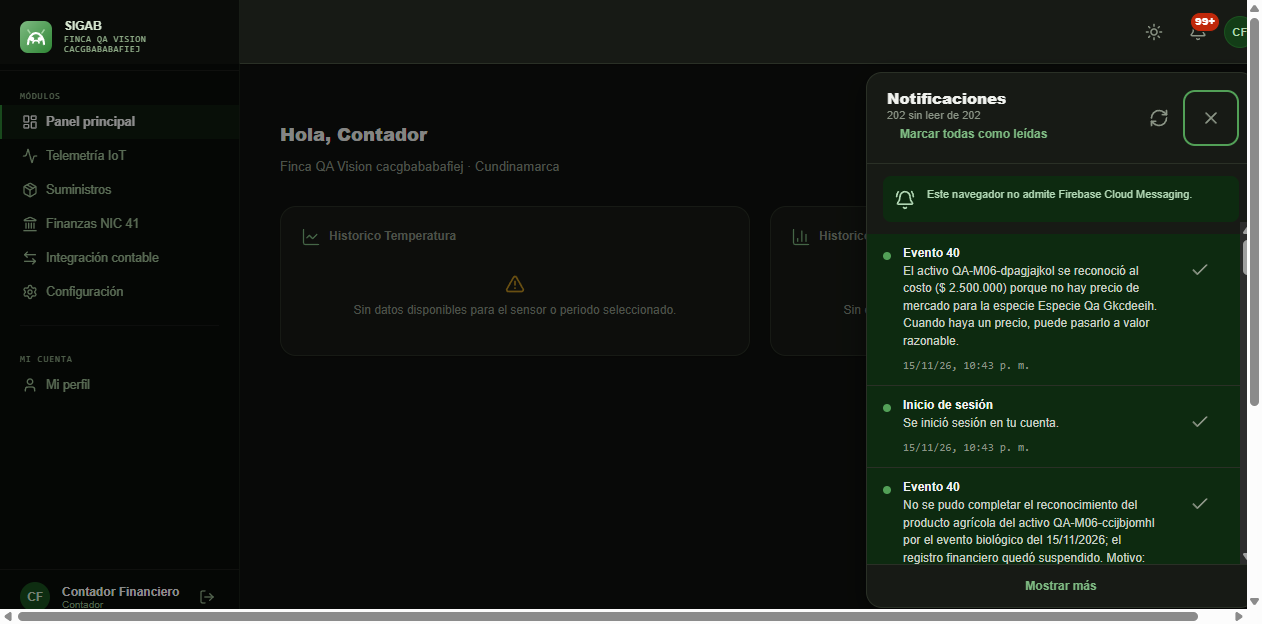 SIGAB
FINCA QA VISION
CACGBABABAFIEJ
MÓDULOS
Panel principal
Telemetría IoT
Suministros
Finanzas NIC 41
Integración contable
Configuración
MI CUENTA
Mi perfil
CF
Contador Financiero
Contador
99+
CF
Hola, Contador
Finca QA Vision cacgbababafiej · Cundinamarca
Historico Temperatura
Sin datos disponibles para el sensor o periodo seleccionado.
Historico
Sin
Notificaciones
202 sin leer de 202
Marcar todas como leídas
Este navegador no admite Firebase Cloud Messaging.
Evento 40
El activo QA-M06-dpagjajkol se reconoció al
costo ($ 2.500.000) porque no hay precio de
mercado para la especie Especie Qa Gkcdeeih.
Cuando haya un precio, puede pasarlo a valor
razonable.
15/11/26, 10:43 p. m.
Inicio de sesión
Se inició sesión en tu cuenta.
15/11/26, 10:43 p. m.
Evento 40
No se pudo completar el reconocimiento del
producto agrícola del activo QA-M06-ccijbjomhl
por el evento biológico del 15/11/2026; el
registro financiero quedó suspendido. Motivo:
Mostrar más